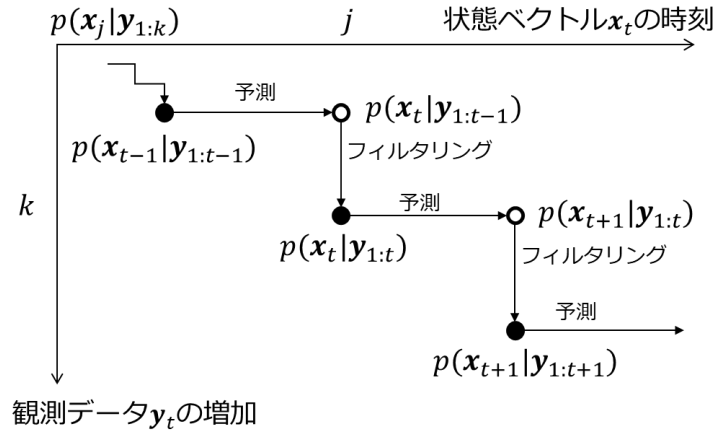 p(x_j|y_{1:k}) j 状態ベクトルx_tの時刻
予測
p(x_t|y_{1:t−1})
p(x_{t−1}|y_{1:t−1})
フィルタリング
k
予測
p(x_{t+1}|y_{1:t})
p(x_t|y_{1:t})
フィルタリング
予測
p(x_{t+1}|y_{1:t+1})
観測データy_tの増加